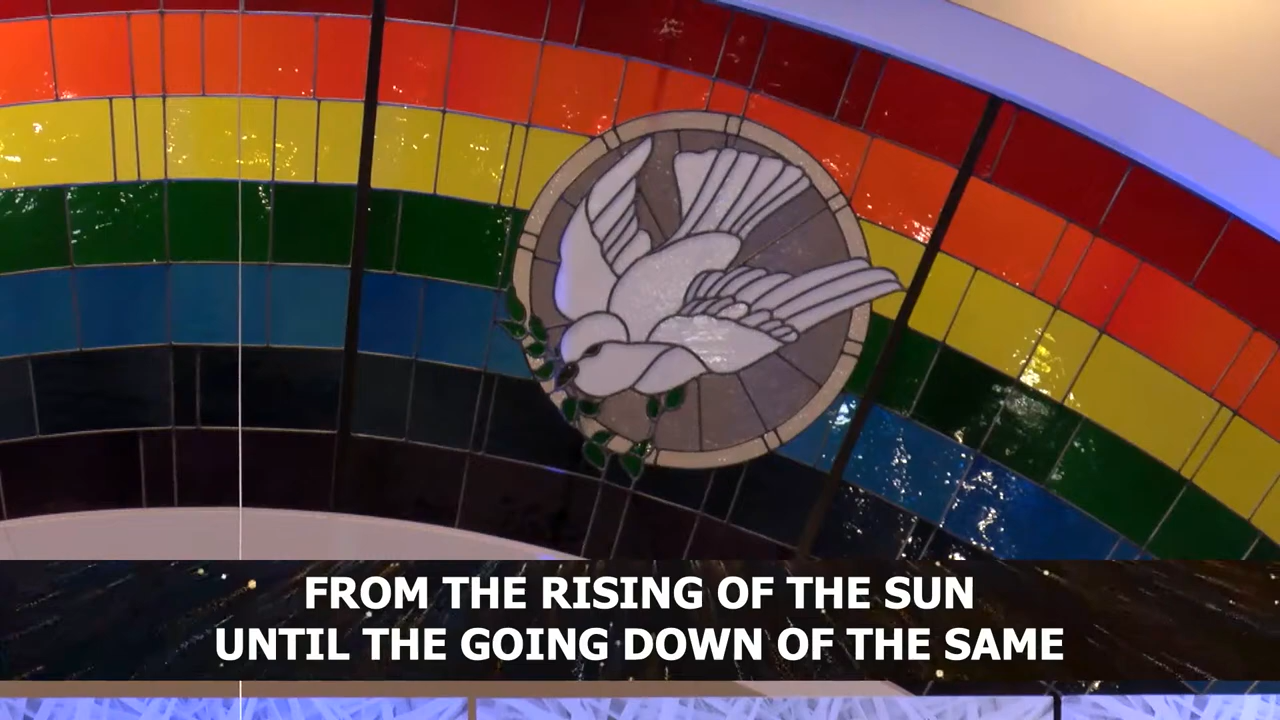 FROM THE RISING OF THE SUN
UNTIL THE GOING DOWN OF THE SAME